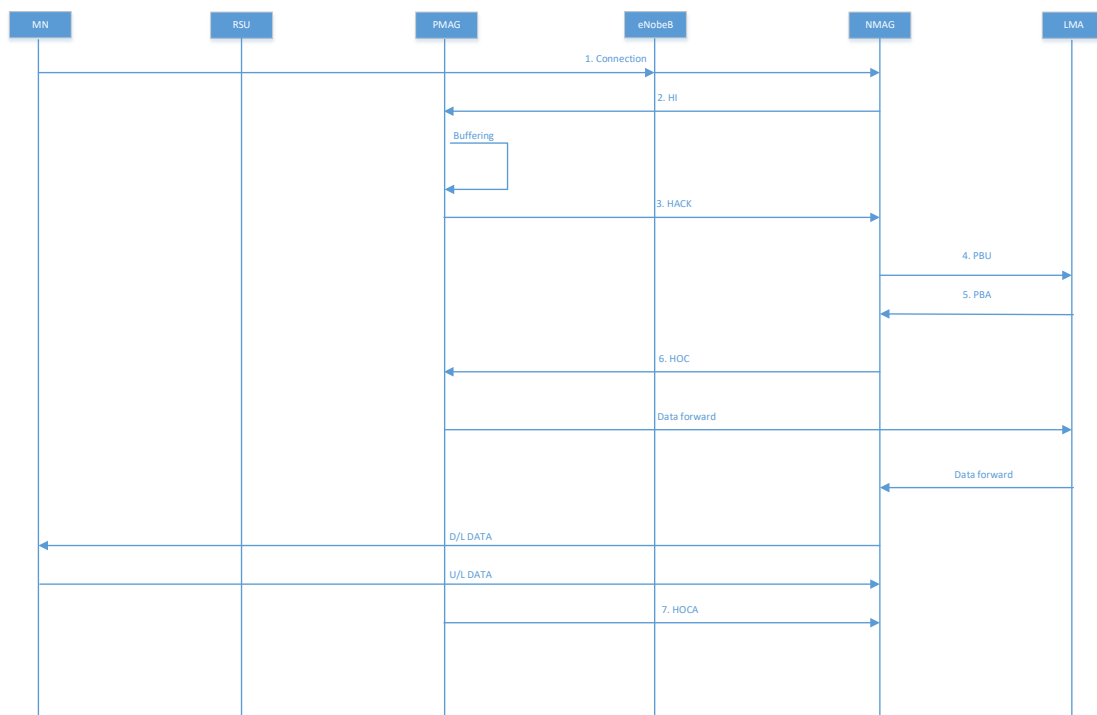 MN
RSU
PMAG
eNobeB
NMAG
LMA
1. Connection
2. HI
Buffering
3. HACK
4. PBU
5. PBA
6. HOC
Data forward
Data forward
D/L DATA
U/L DATA
7. HOCA